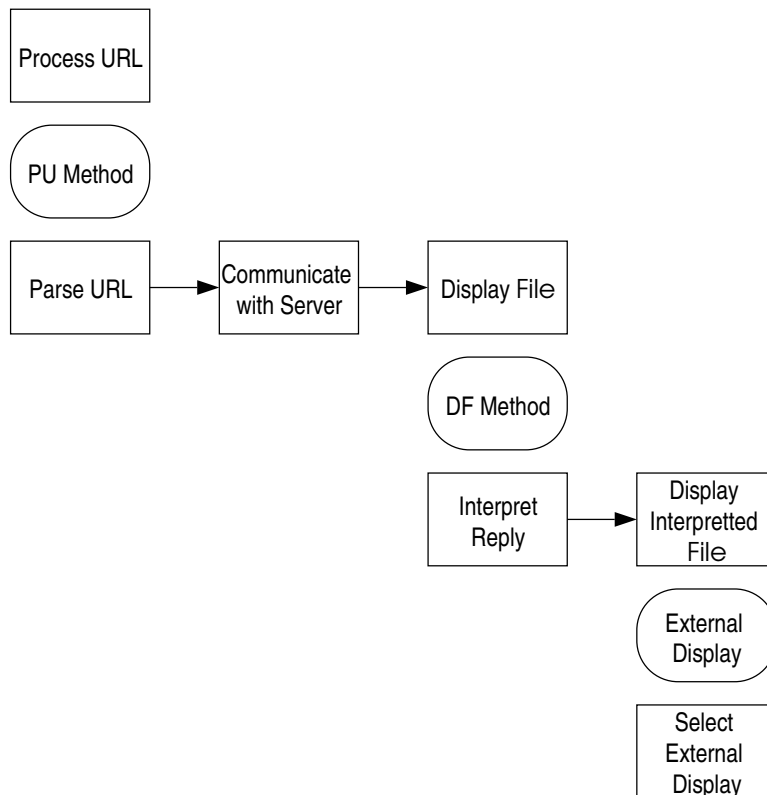 Process URL
PU Method
Parse URL
Communicate
with Server
Display File
DF Method
Interpret
Reply
Display
Interpretted
File
External
Display
Select
External
Display